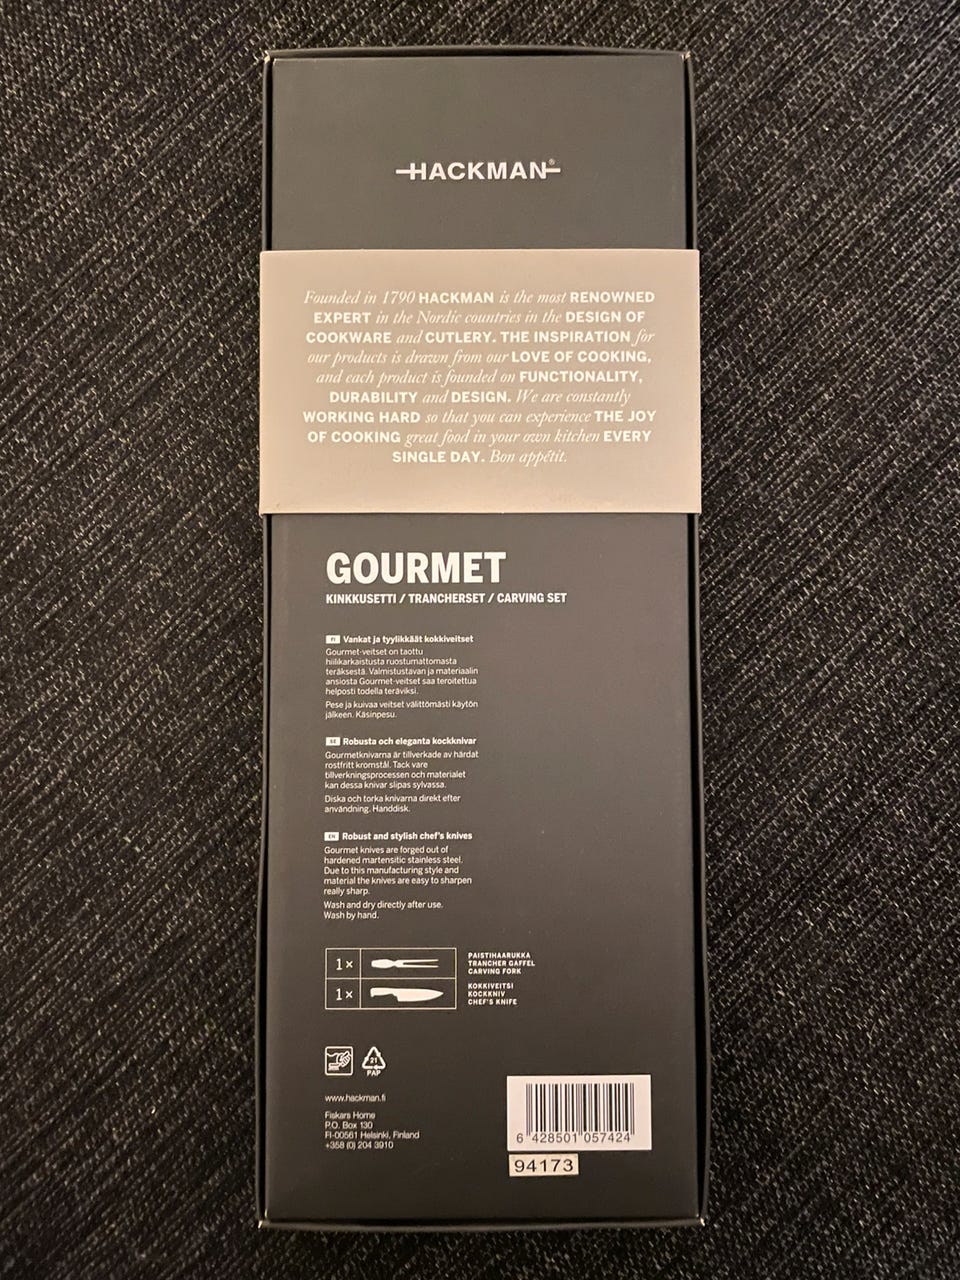 HACKMAN®
Founded in 1790 HACKMAN is the most RENOWNED
EXPERT in the Nordic countries in the DESIGN OF
COOKWARE and CUTLERY. THE INSPIRATION for
our products is drawn from our LOVE OF COOKING,
and each product is founded on FUNCTIONALITY,
DURABILITY and DESIGN. We are constantly
WORKING HARD so that you can experience THE JOY
OF COOKING great food in your own kitchen EVERY
SINGLE DAY. Bon appétit.
GOURMET
KINKKUSETTI / TRANCHERSET / CARVING SET
FI Vankat ja tyylikkäät kokkiveitset
Gourmet-veitset on taottu
hiilikarkaistusta ruostumattomasta
teräksestä. Valmistustavan ja materiaalin
ansiosta Gourmet-veitset saa teroitettua
helposti todella teräviksi.
Pese ja kuivaa veitset välittömästi käytön
jälkeen. Käsinpesu.
SE Robusta och eleganta kockknivar
Gourmetknivarna är tillverkade av härdat
rostfritt kromstål. Tack vare
tillverkningsprocessen och materialet
kan dessa knivar slipas sylvassa.
Diska och torka knivarna direkt efter
användning. Handdisk.
EN Robust and stylish chef's knives
Gourmet knives are forged out of
hardened martensitic stainless steel.
Due to this manufacturing style and
material the knives are easy to sharpen
really sharp.
Wash and dry directly after use.
Wash by hand.
1 ×
PAISTIHAARUKKA
TRANCHER GAFFEL
CARVING FORK
1 ×
KOKKIVEITSI
KOCKKNIV
CHEF'S KNIFE
21
PAP
www.hackman.fi
Fiskars Home
P.O. Box 130
FI-00561 Helsinki, Finland
+358 (0) 204 3910
6 428501 057424
94173